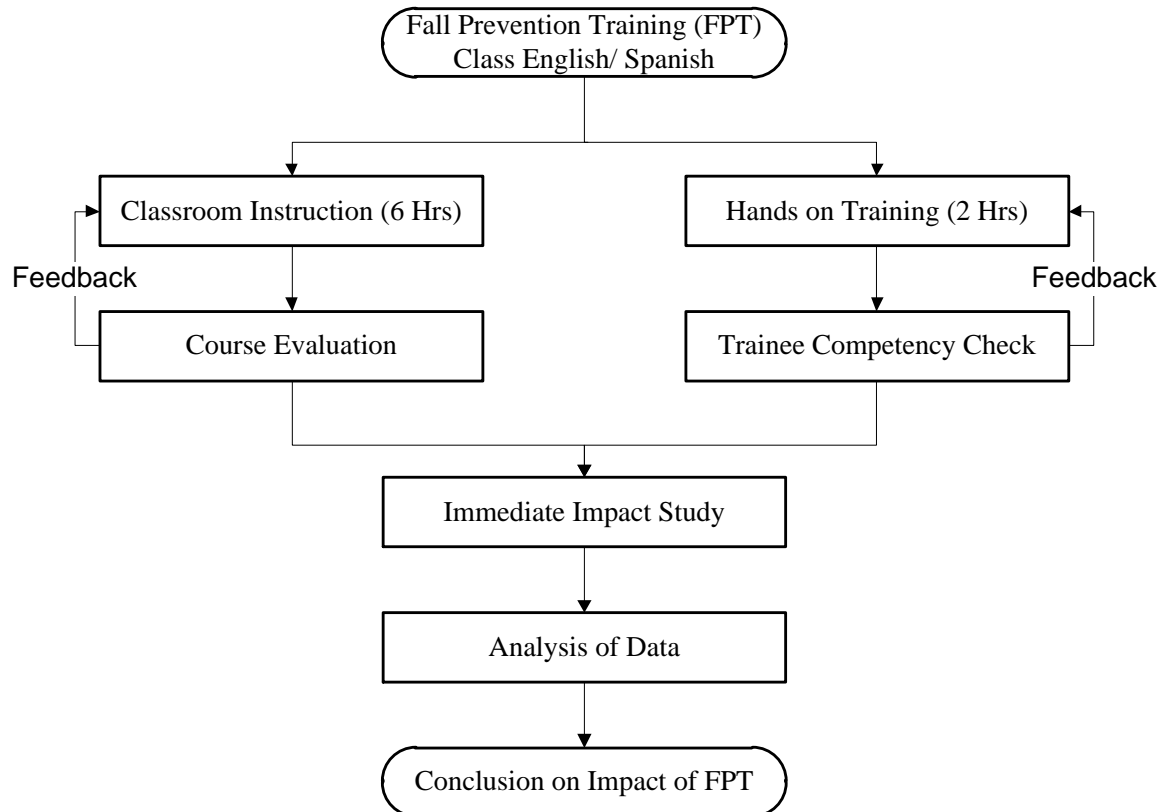 Fall Prevention Training (FPT)
Class English/ Spanish
Classroom Instruction (6 Hrs)
Hands on Training (2 Hrs)
Feedback
Feedback
Course Evaluation
Trainee Competency Check
Immediate Impact Study
Analysis of Data
Conclusion on Impact of FPT